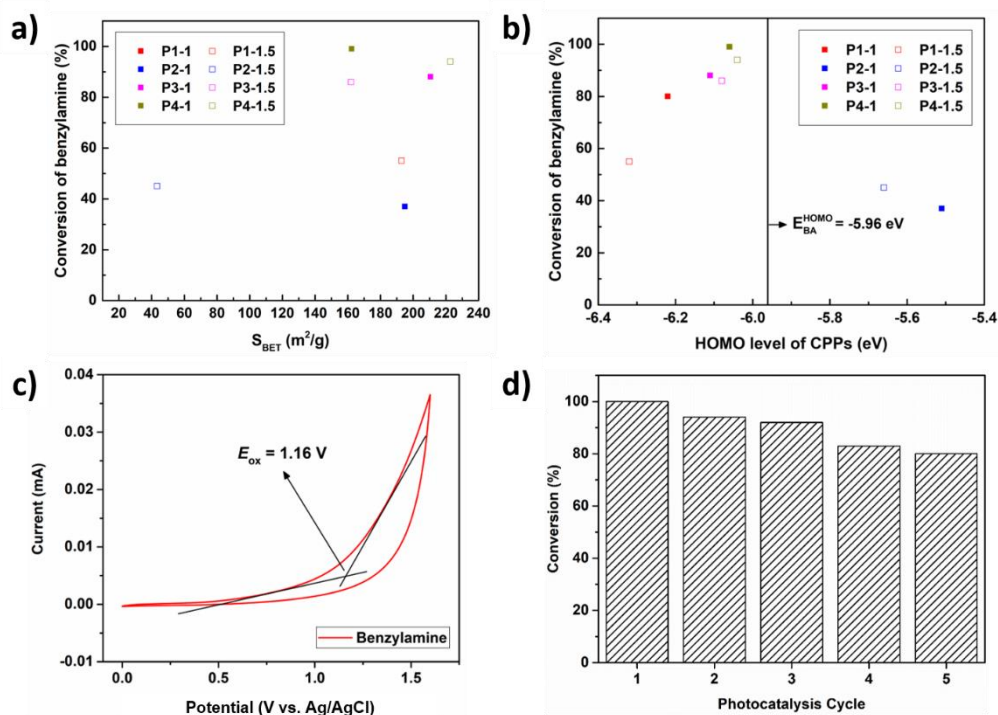 a)
P1-1 P1-1.5
P2-1 P2-1.5
P3-1 P3-1.5
P4-1 P4-1.5
Conversion of benzylamine (%)
100
80
60
40
20
0
20 40 60 80 100 120 140 160 180 200 220 240
S_BET (m²/g)
b)
P1-1 P1-1.5
P2-1 P2-1.5
P3-1 P3-1.5
P4-1 P4-1.5
E_BA^HOMO = -5.96 eV
Conversion of benzylamine (%)
100
80
60
40
20
0
-6.4 -6.2 -6.0 -5.8 -5.6 -5.4
HOMO level of CPPs (eV)
c)
E_ox = 1.16 V
Current (mA)
0.04
0.03
0.02
0.01
0.00
-0.01
Benzylamine
0.0 0.5 1.0 1.5
Potential (V vs. Ag/AgCl)
d)
Conversion (%)
100
80
60
40
20
0
1 2 3 4 5
Photocatalysis Cycle